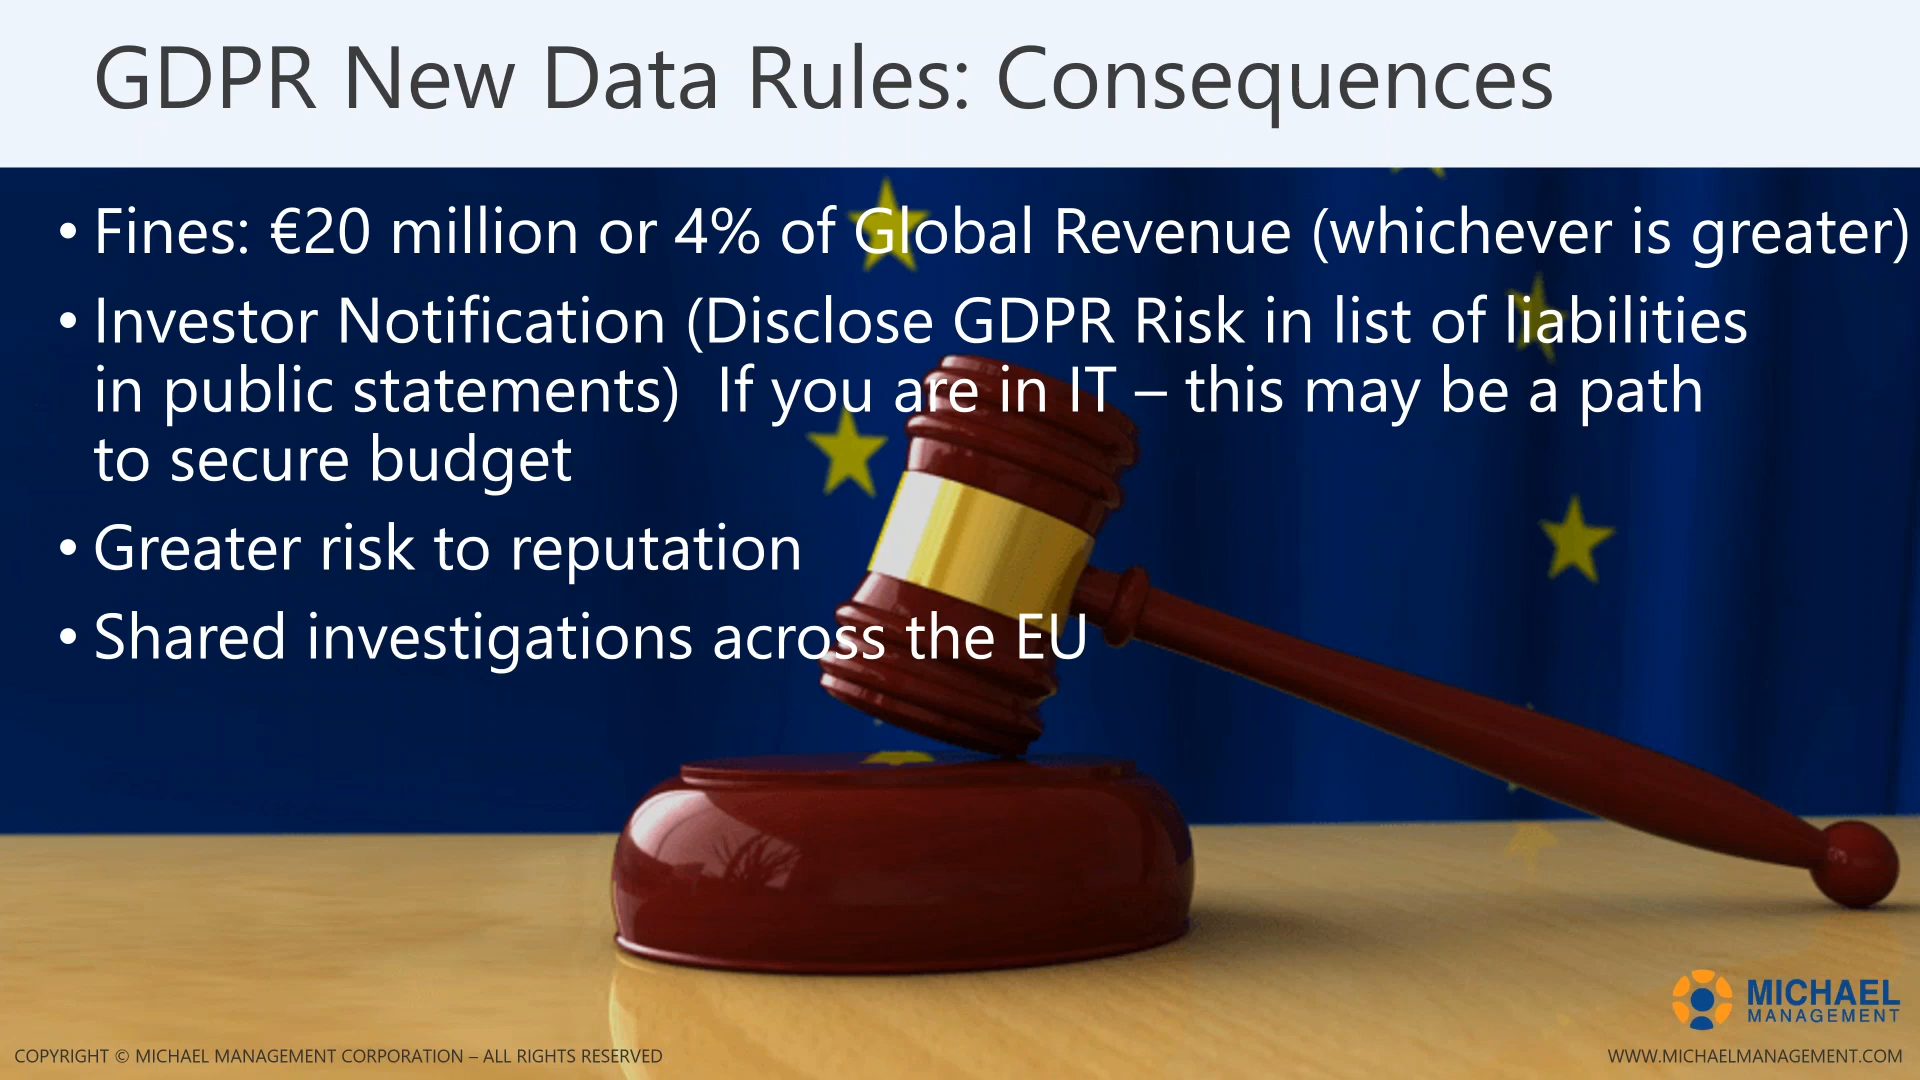 GDPR New Data Rules: Consequences
• Fines: €20 million or 4% of Global Revenue (whichever is greater)
• Investor Notification (Disclose GDPR Risk in list of liabilities
in public statements)  If you are in IT – this may be a path
to secure budget
• Greater risk to reputation
• Shared investigations across the EU
MICHAEL
MANAGEMENT
COPYRIGHT © MICHAEL MANAGEMENT CORPORATION – ALL RIGHTS RESERVED
WWW.MICHAELMANAGEMENT.COM